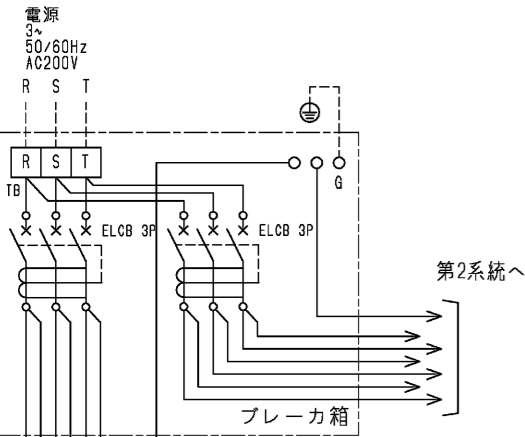 電源
3~
50/60Hz
AC200V
R S T
R S T
TB
G
ELCB 3P
ELCB 3P
第2系統へ
ブレーカ箱